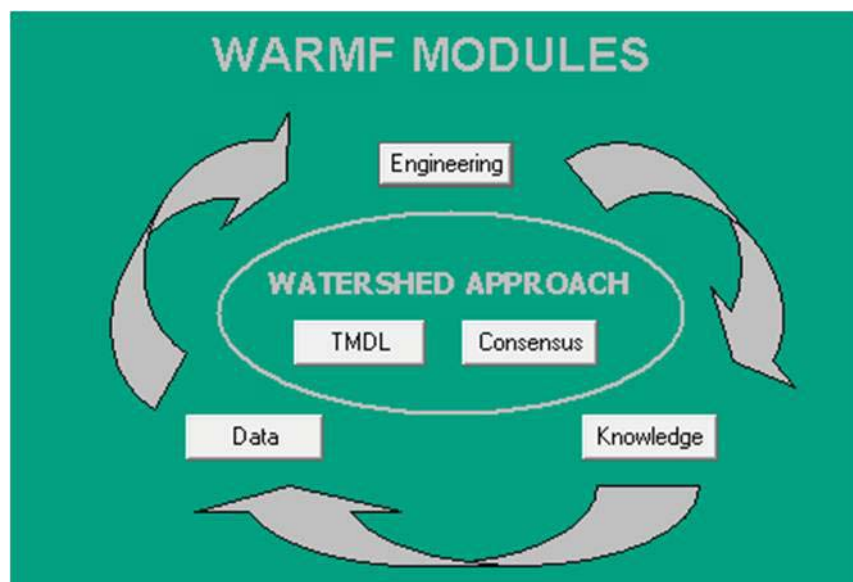 WARMF MODULES
Engineering
WATERSHED APPROACH
TMDL Consensus
Data Knowledge